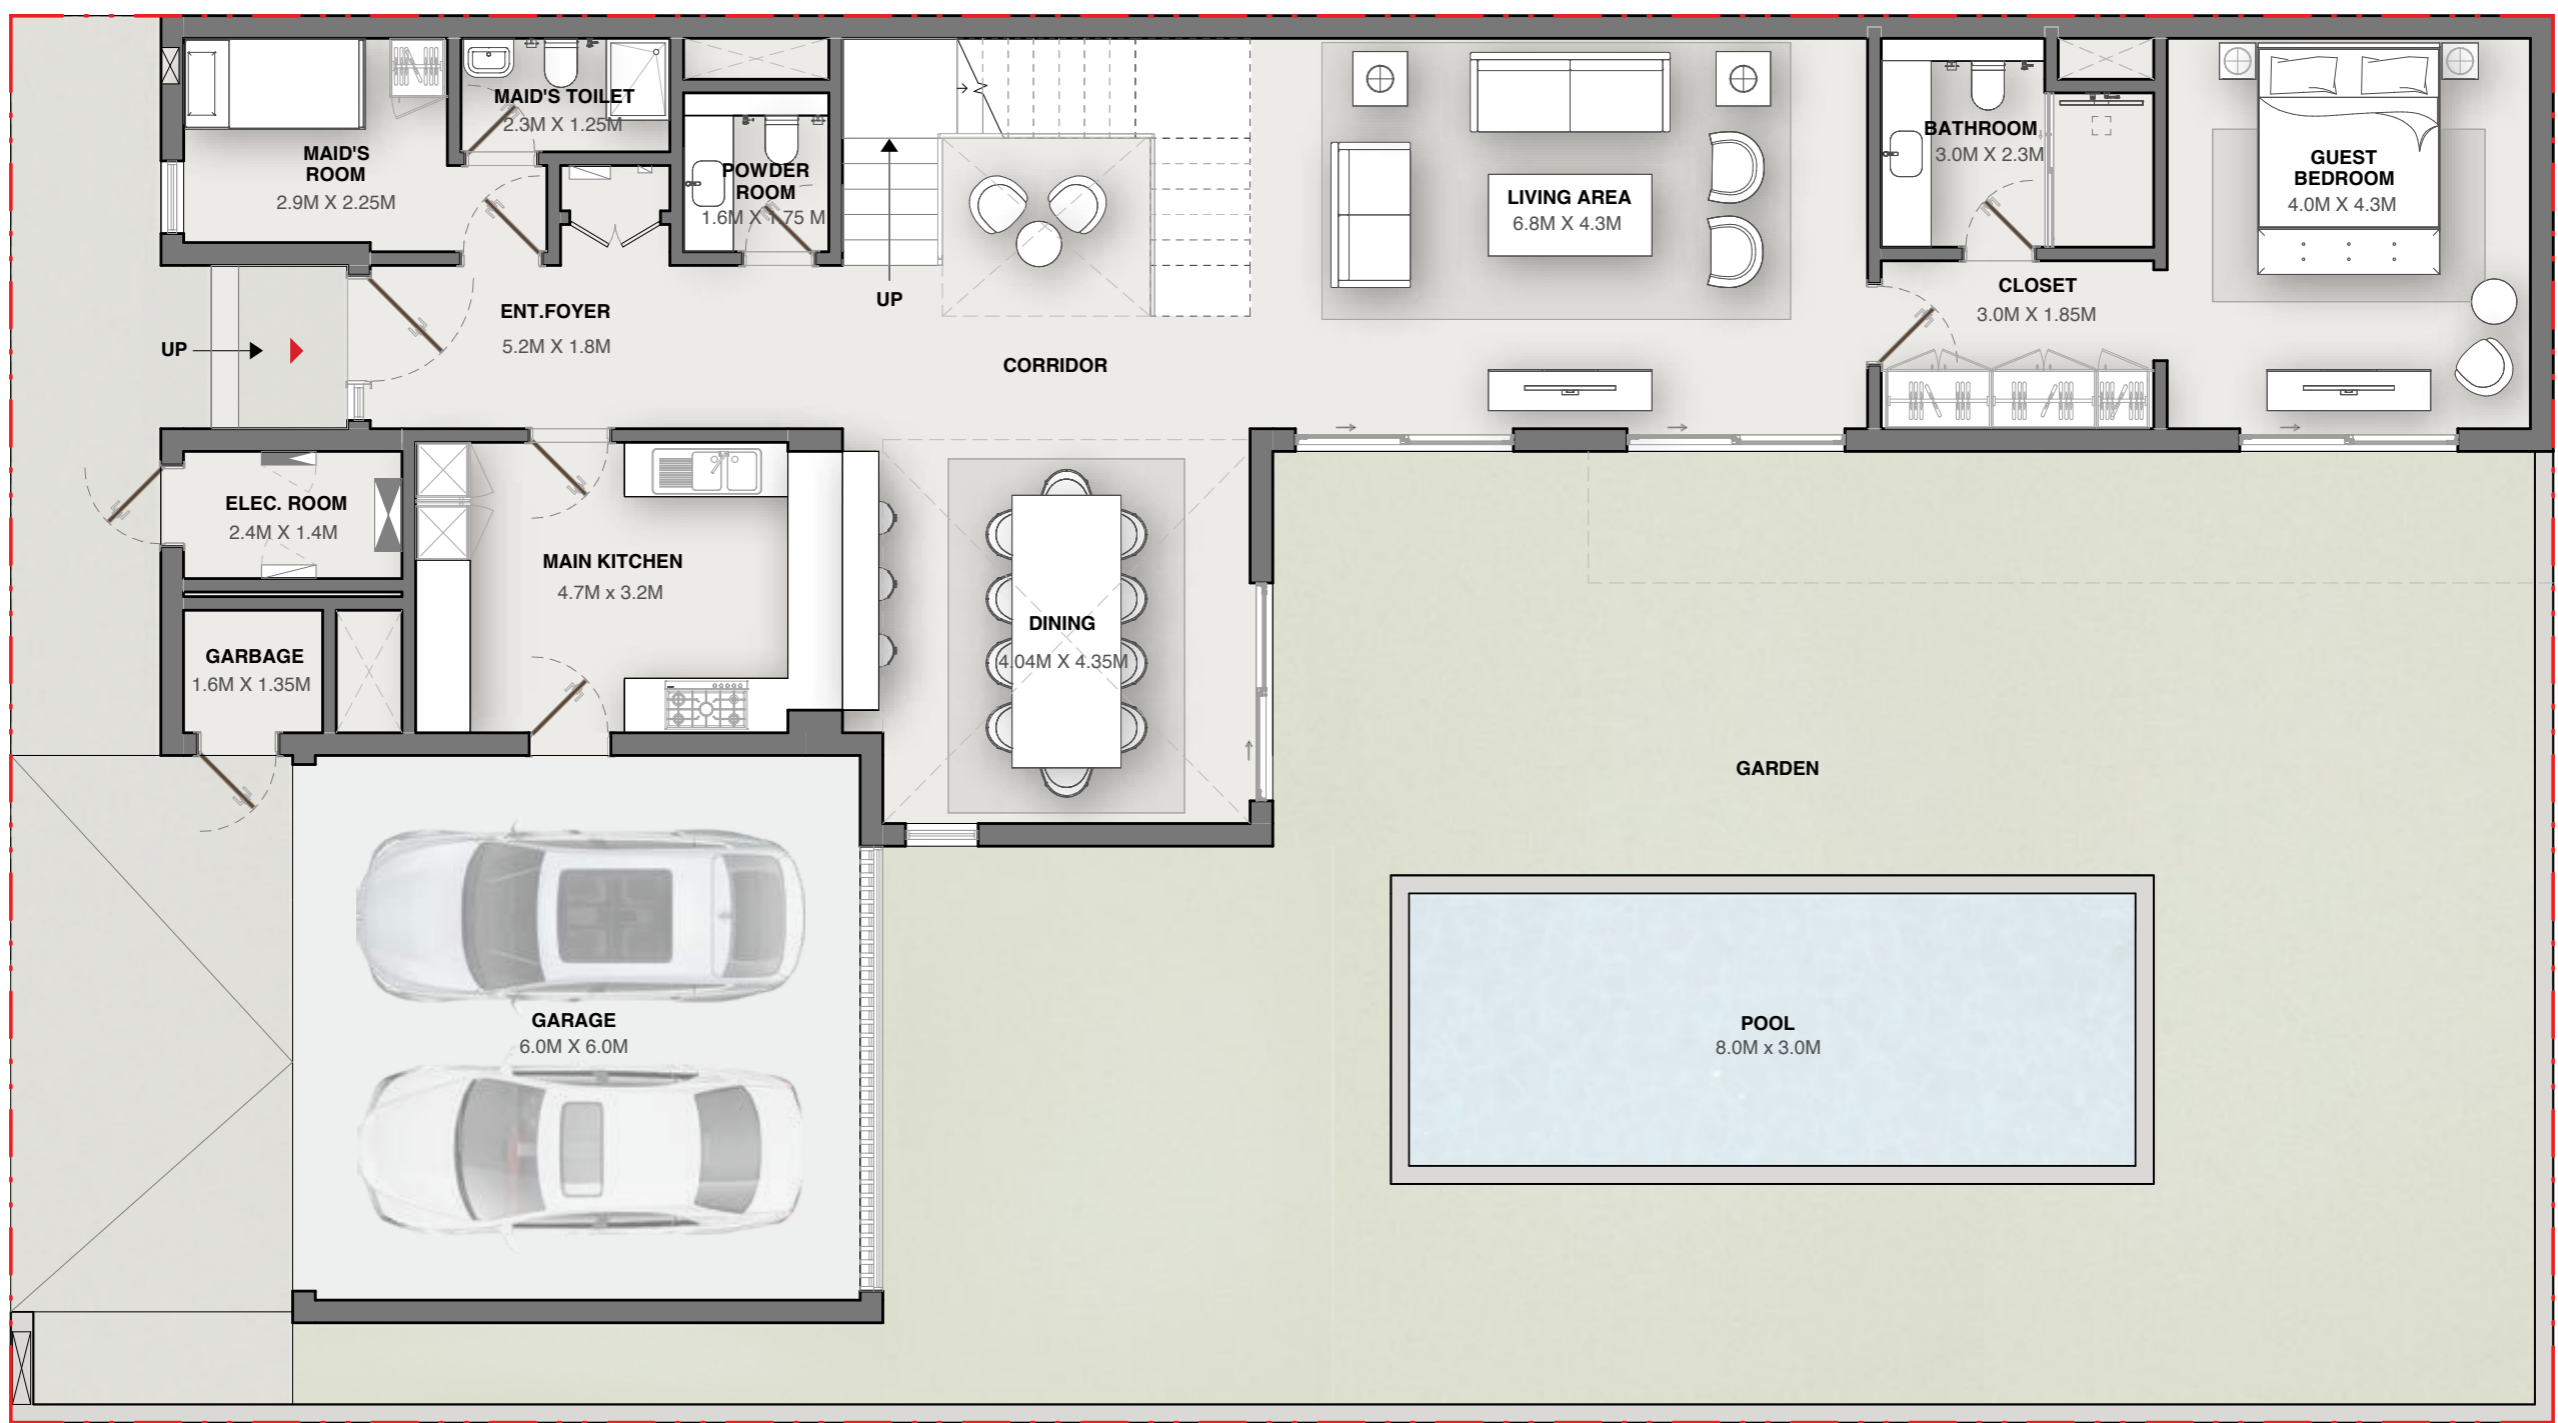 MAID'S TOILET
2.3M X 1.25M
MAID'S
ROOM
2.9M X 2.25M
POWDER
ROOM
1.6M X 1.75 M
UP
LIVING AREA
6.8M X 4.3M
BATHROOM
3.0M X 2.3M
GUEST
BEDROOM
4.0M X 4.3M
CLOSET
3.0M X 1.85M
ENT.FOYER
5.2M X 1.8M
UP
CORRIDOR
ELEC. ROOM
2.4M X 1.4M
MAIN KITCHEN
4.7M x 3.2M
DINING
4.04M X 4.35M
GARBAGE
1.6M X 1.35M
GARDEN
GARAGE
6.0M X 6.0M
POOL
8.0M x 3.0M